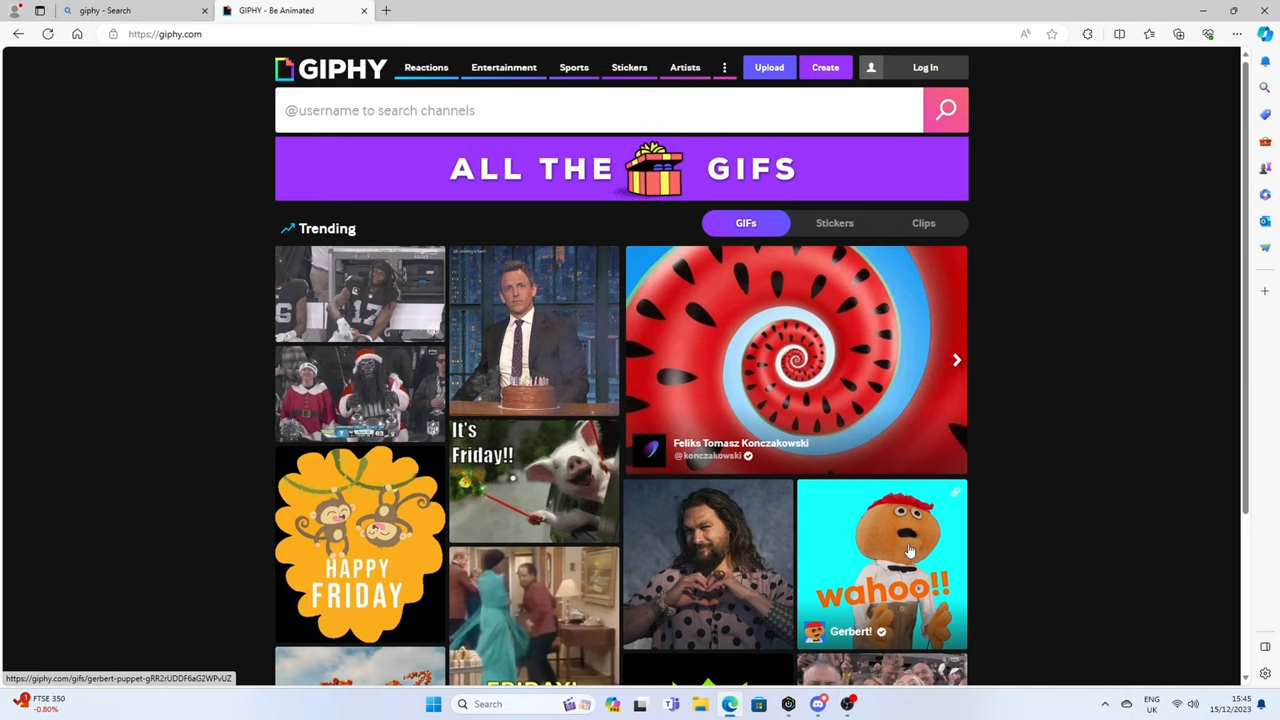 giphy - Search
GIPHY - Be Animated
https://giphy.com
GIPHY
Reactions
Entertainment
Sports
Stickers
Artists
Upload
Create
Log In
@username to search channels
ALL THE GIFS
Trending
GIFs
Stickers
Clips
17
It's
Friday!!
Feliks Tomasz Konczakowski
@konczakowski
HAPPY
FRIDAY
wahoo!!
Gerbert!
https://giphy.com/gifs/gerbert-puppet-gRR2rUDDF6aG2WPvUZ
FTSE 350
-0.80%
Search
ENG
UK
15:45
15/12/2023